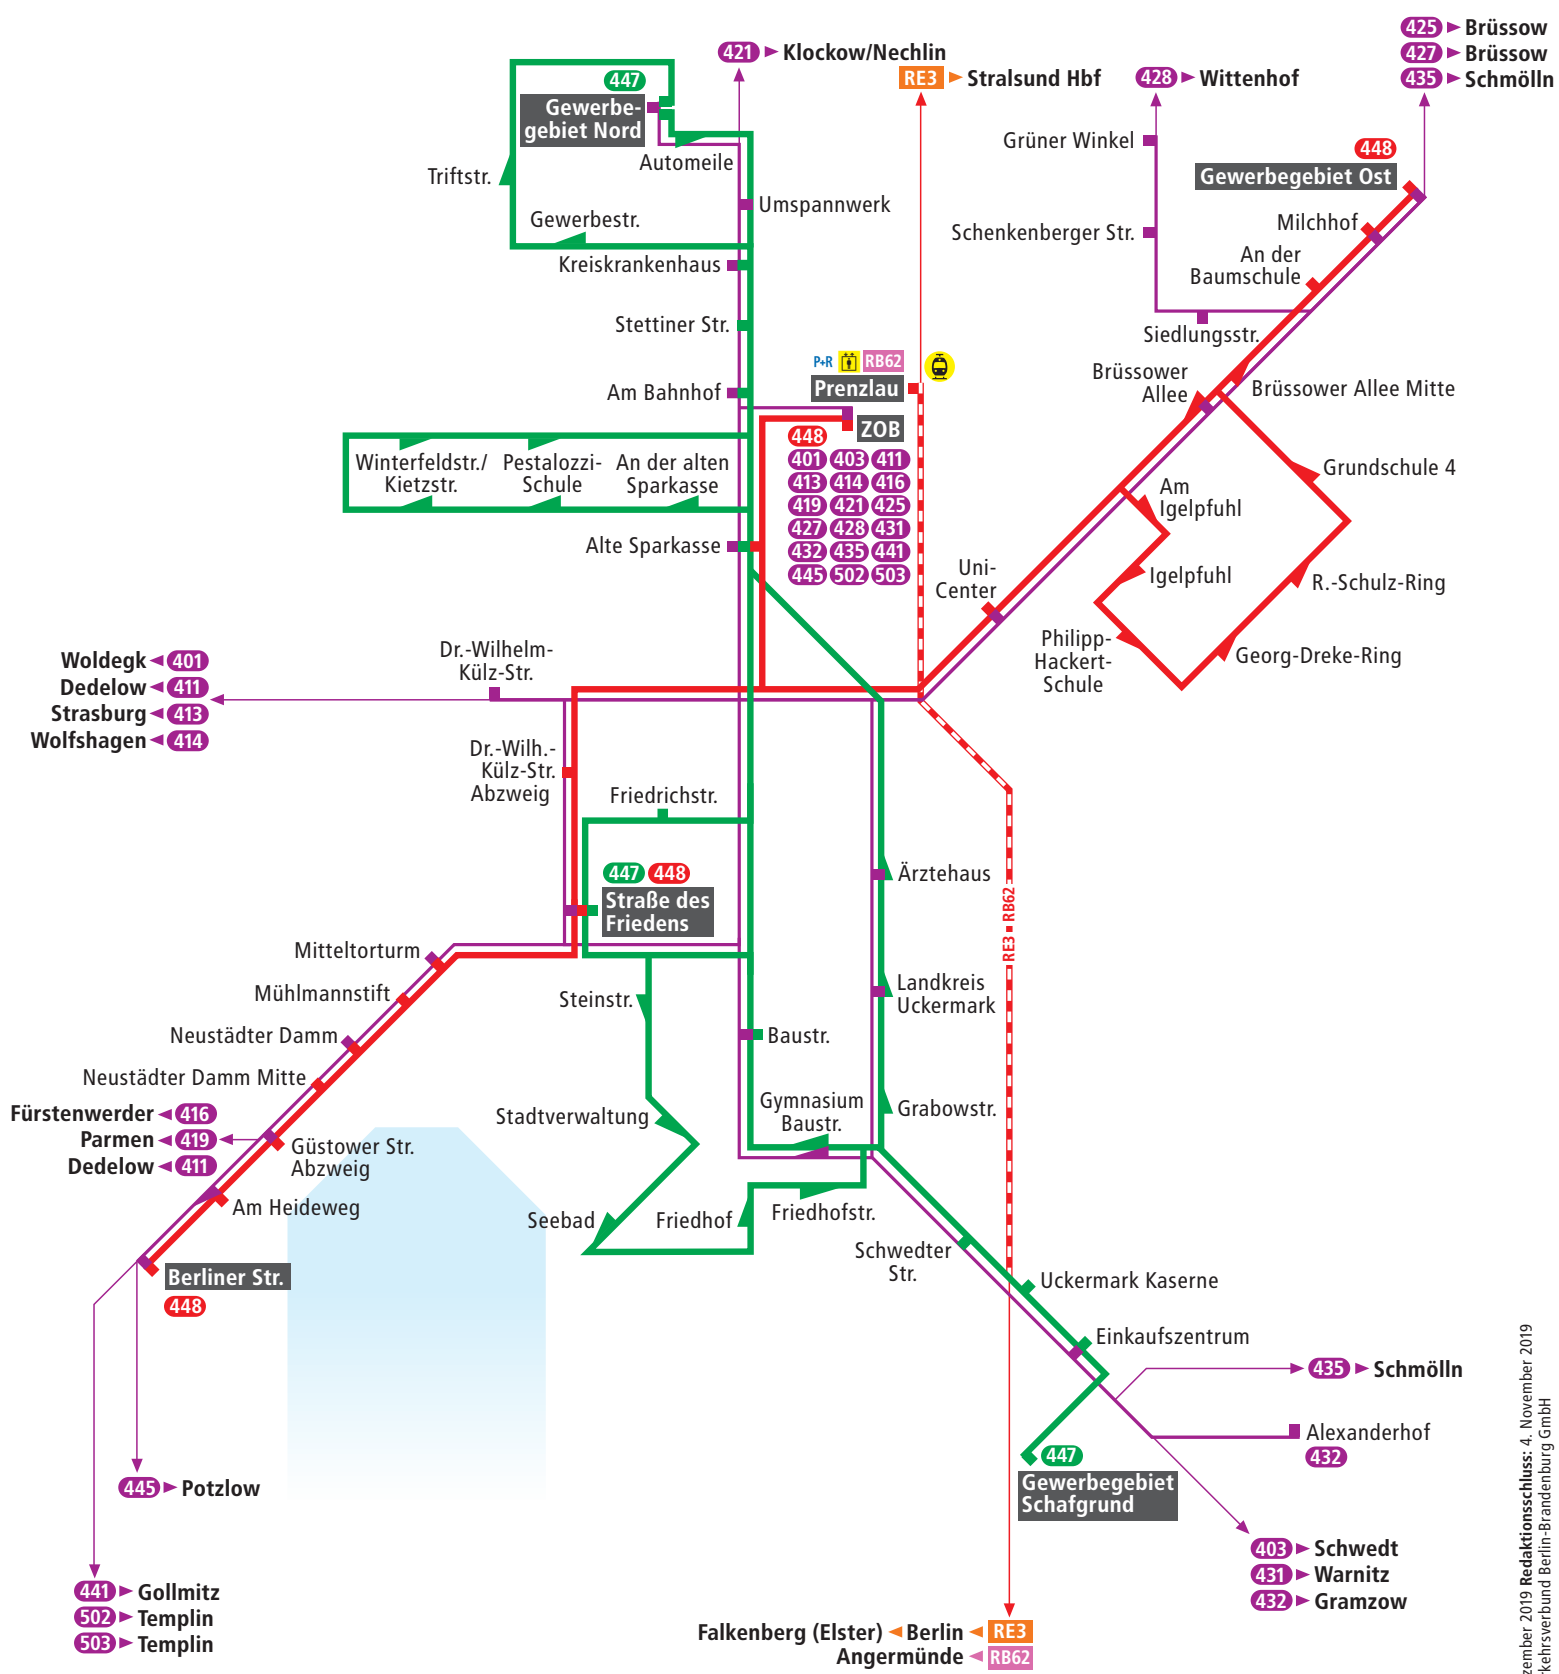 421 Klockow/Nechlin
RE3 Stralsund Hbf
428 Wittenhof
425 Brüssow
427 Brüssow
435 Schmölln
447
Gewerbe-
gebiet Nord
Automeile
Triftstr.
Gewerbestr.
Umspannwerk
Kreiskrankenhaus
Stettiner Str.
Am Bahnhof
Grüner Winkel
Schenkenberger Str.
Siedlungsstr.
448
Gewerbegebiet Ost
Milchhof
An der
Baumschule
Brüssower
Allee
Brüssower Allee Mitte
P+R RB62
Prenzlau
ZOB
448
401 403 411
413 414 416
419 421 425
427 428 431
432 435 441
445 502 503
Winterfeldstr./
Kietzstr.
Pestalozzi-
Schule
An der alten
Sparkasse
Alte Sparkasse
Grundschule 4
Am
Igelpfuhl
Igelpfuhl
Uni-
Center
R.-Schulz-Ring
Philipp-
Hackert-
Schule
Georg-Dreke-Ring
Woldegk 401
Dedelow 411
Strasburg 413
Wolfshagen 414
Dr.-Wilhelm-
Külz-Str.
Dr.-Wilh.-
Külz-Str.
Abzweig
Friedrichstr.
447 448
Straße des
Friedens
Ärztehaus
RE3 RB62
Mitteltorturm
Mühlmannstift
Neustädter Damm
Neustädter Damm Mitte
Steinstr.
Landkreis
Uckermark
Baustr.
Fürstenwerder 416
Parmen 419
Dedelow 411
Güstower Str.
Abzweig
Am Heideweg
Stadtverwaltung
Gymnasium
Baustr.
Grabowstr.
Seebad
Friedhof
Friedhofstr.
Schwedter
Str.
Berliner Str.
448
Uckermark Kaserne
Einkaufszentrum
435 Schmölln
Alexanderhof
432
447
Gewerbegebiet
Schafgrund
445 Potzlow
441 Gollmitz
502 Templin
503 Templin
403 Schwedt
431 Warnitz
432 Gramzow
Falkenberg (Elster) Berlin RE3
Angermünde RB62
zember 2019 Redaktionsschluss: 4. November 2019
kehrsverbund Berlin-Brandenburg GmbH